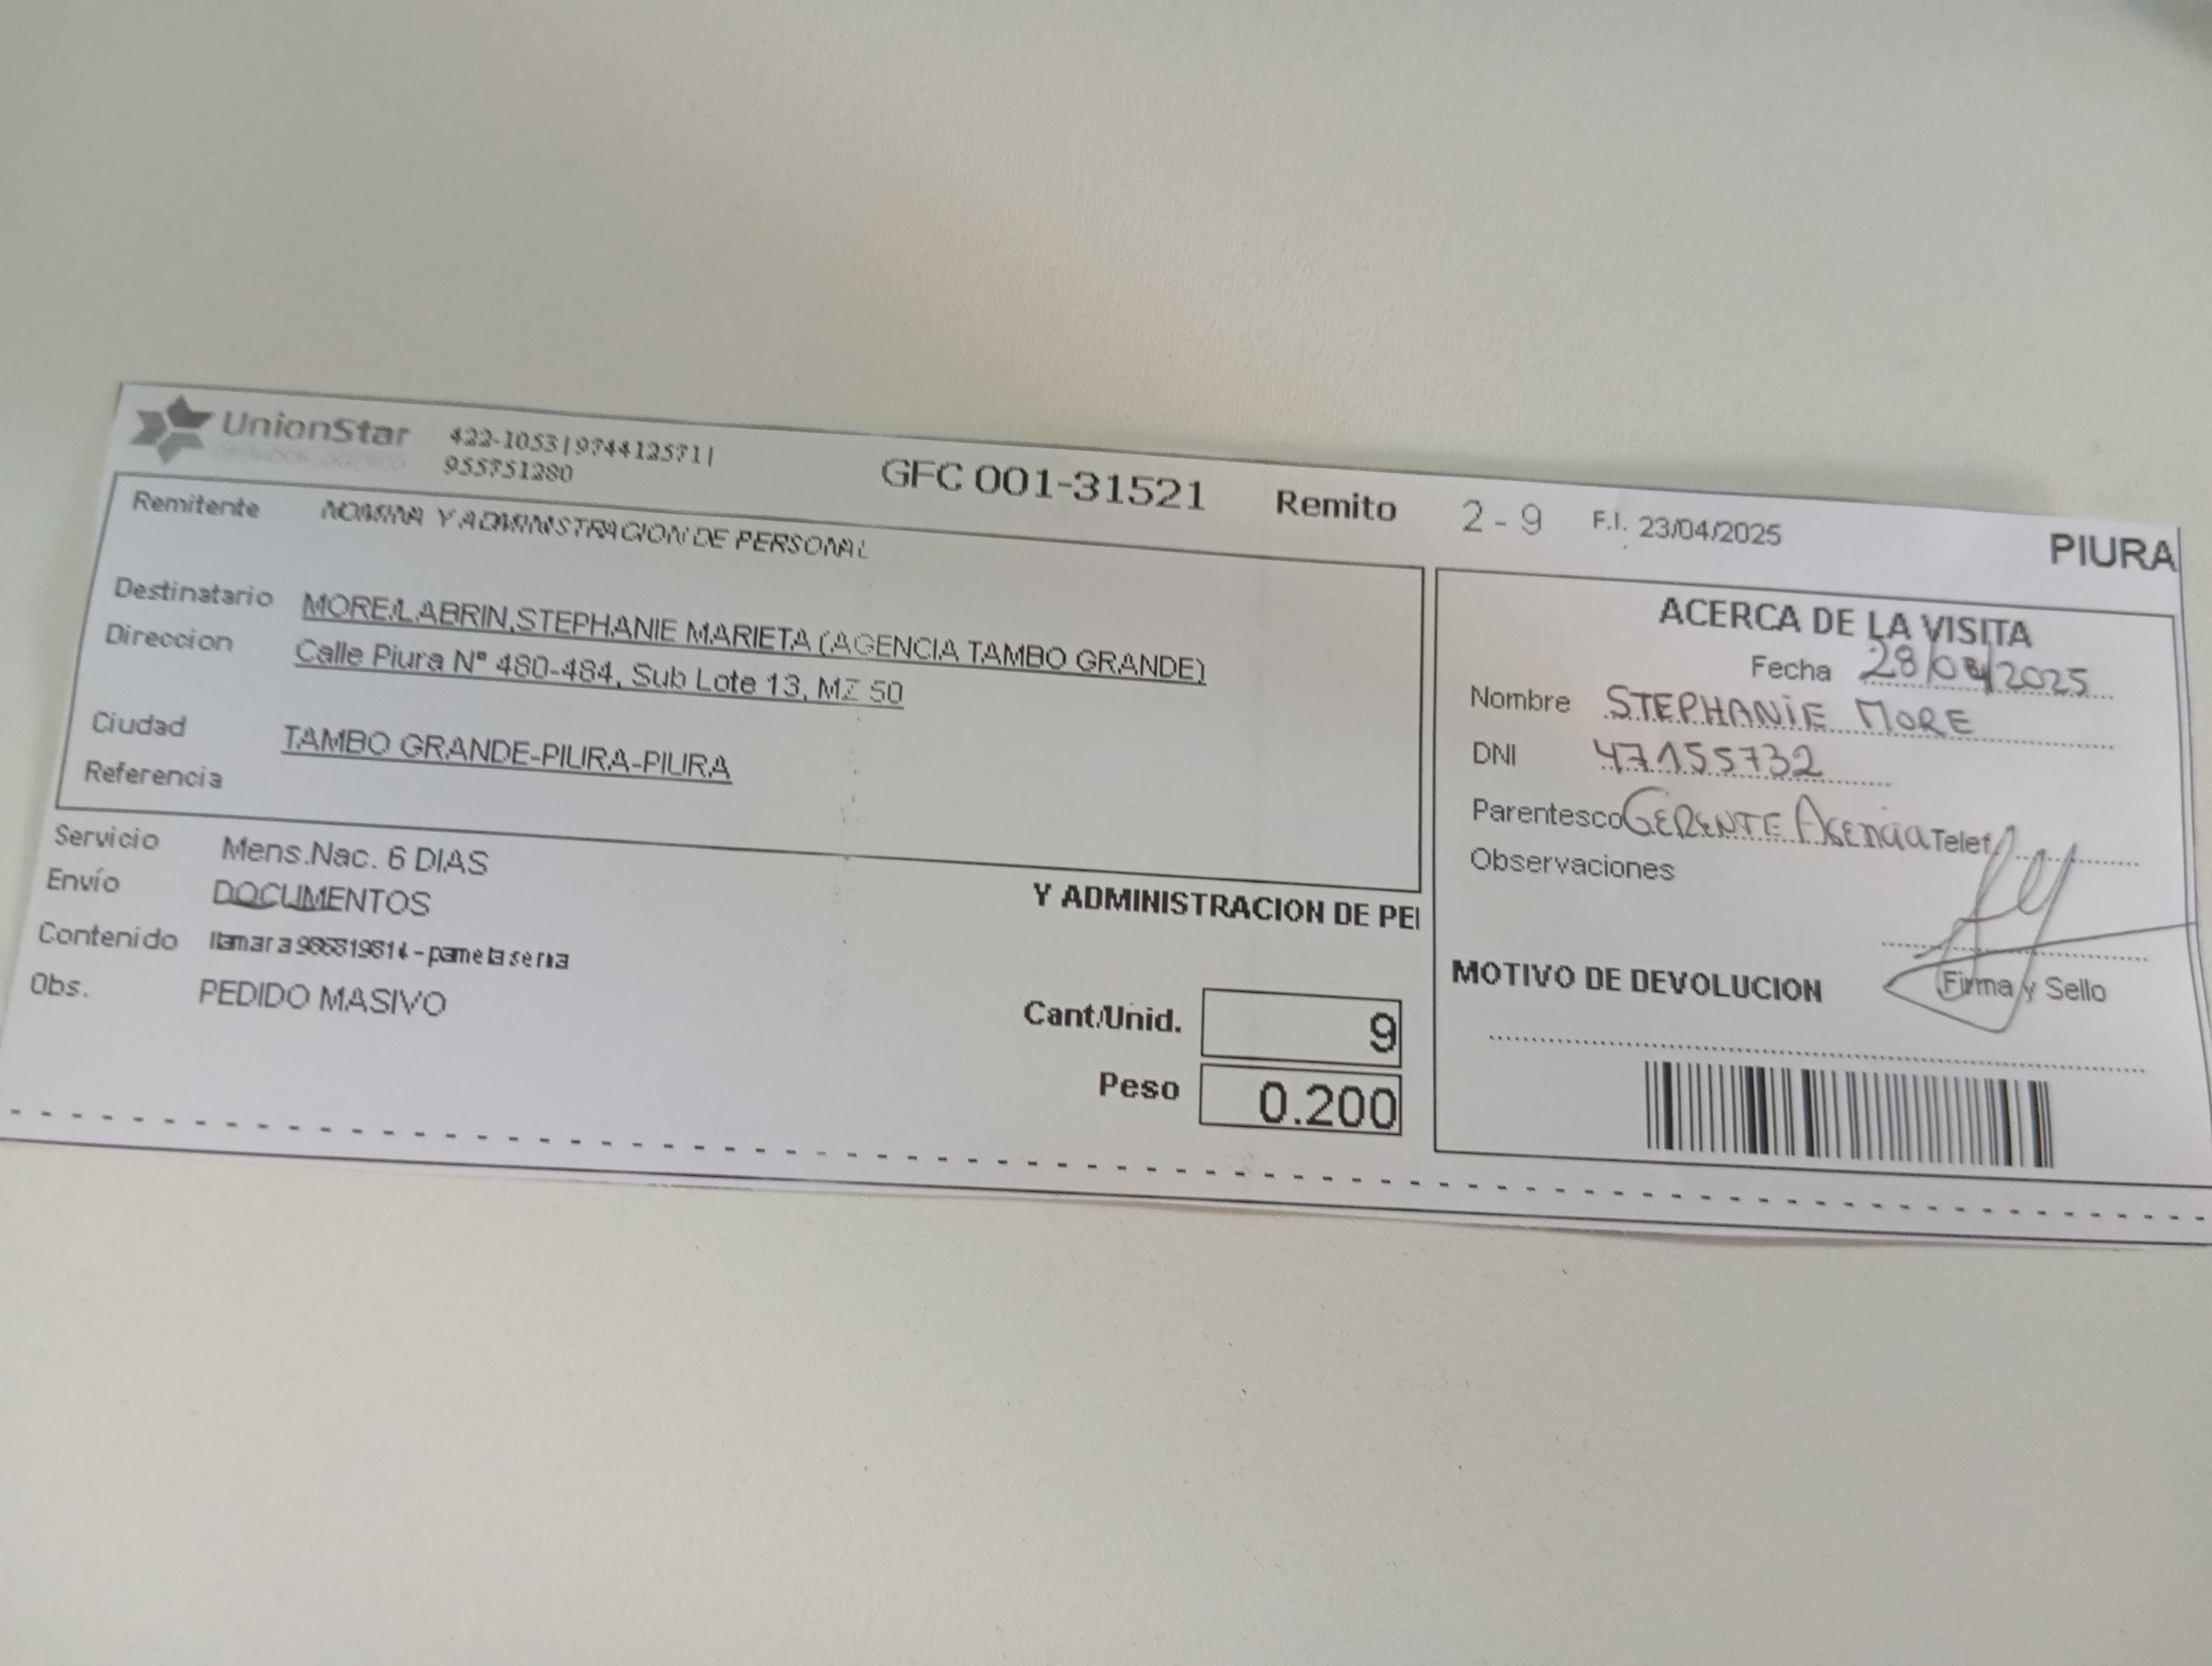 UnionStar
422-1053|974412571|
955751280
GFC 001-31521 Remito 2 - 9 F.I. 23/04/2025 PIURA
Remitente NOMINA Y ADMINISTRACION DE PERSONAL
Destinatario MORE/LABRIN,STEPHANIE MARIETA (AGENCIA TAMBO GRANDE)
Direccion Calle Piura N° 480-484, Sub Lote 13, MZ 50
Ciudad TAMBO GRANDE-PIURA-PIURA
Referencia
Servicio Mens.Nac. 6 DIAS
Envío DOCUMENTOS
Contenido llamar a - pamela serna
Obs. PEDIDO MASIVO
Y ADMINISTRACION DE PE
Cant/Unid. 9
Peso 0.200
ACERCA DE LA VISITA
Fecha 28/04/2025
Nombre STEPHANIE MORE
DNI 47155732
Parentesco GERENTE AGENCIA Telef.
Observaciones
Firma y Sello
MOTIVO DE DEVOLUCION